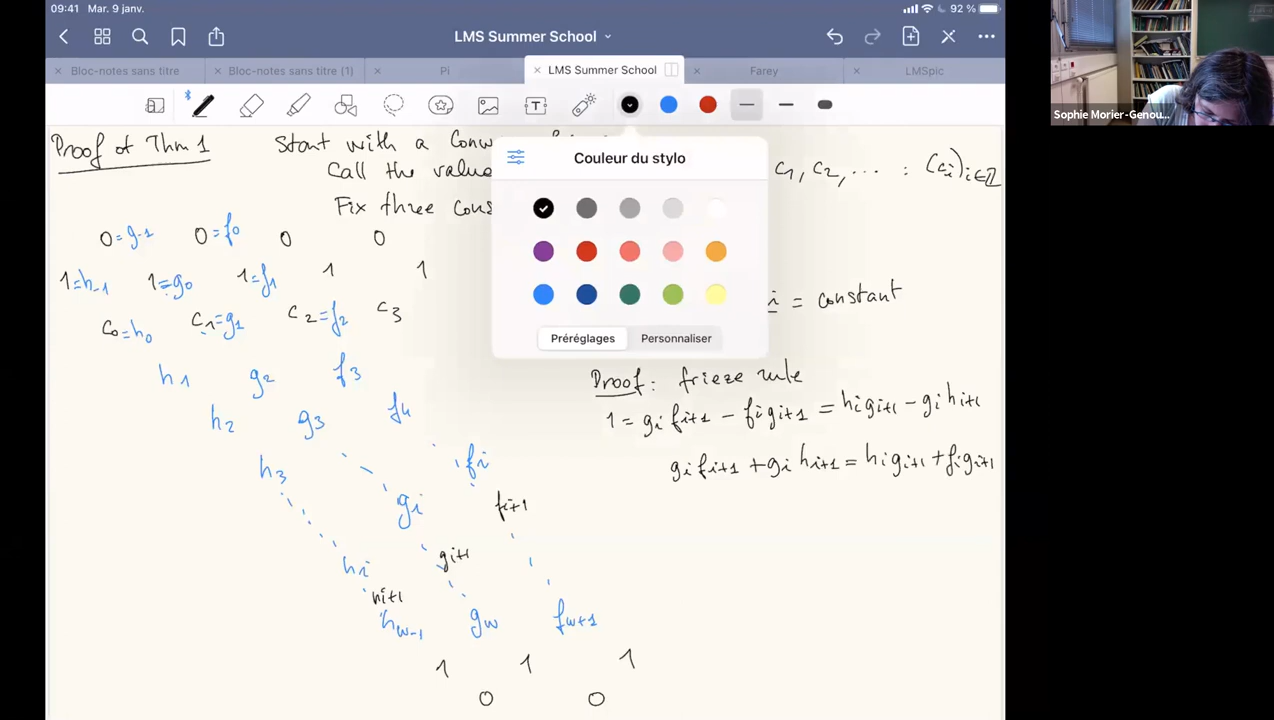 09:41 Mar. 9 janv.
92 %
LMS Summer School
Bloc-notes sans titre
Bloc-notes sans titre (1)
Pi
LMS Summer School
Farey
LMSpic
Sophie Morier-Genou...
Proof of Thm 1
Start with a Conw
Call the value
c1, c2, ... : (ci)i∈ℤ
Fix three cons
Couleur du stylo
Préréglages
Personnaliser
0=g-1 0=f0 0 0
1=h-1 1=g0 1=f1 1 1
c0=h0 c1=g1 c2=f2 c3
i = constant
h1 g2 f3
Proof: frieze rule
h2 g3 f4
1 = gi fi+1 - fi gi+1 = hi gi+1 - gi hi+1
h3 fi
gi fi+1 + gi hi+1 = hi gi+1 + fi gi+1
gi fi+1
hi gi+1
hi+1
hw-1 gw fw+1
1 1 1
0 0